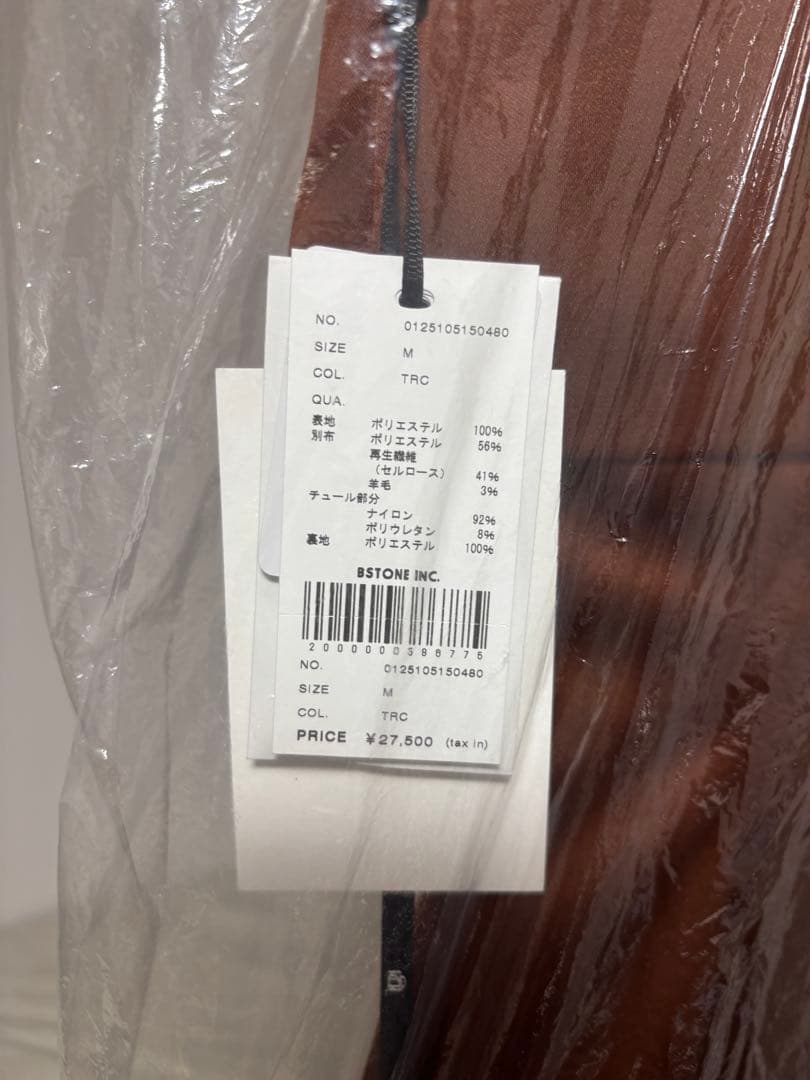 NO. 0125105150480
SIZE M
COL. TRC
QUA.
表地 ポリエステル 100%
別布 ポリエステル 56%
再生繊維
(セルロース) 41%
羊毛 3%
チュール部分
ナイロン 92%
ポリウレタン 8%
裏地 ポリエステル 100%
BSTONE INC.
2000000396775
NO. 0125105150480
SIZE M
COL. TRC
PRICE ¥27,500 (tax in)